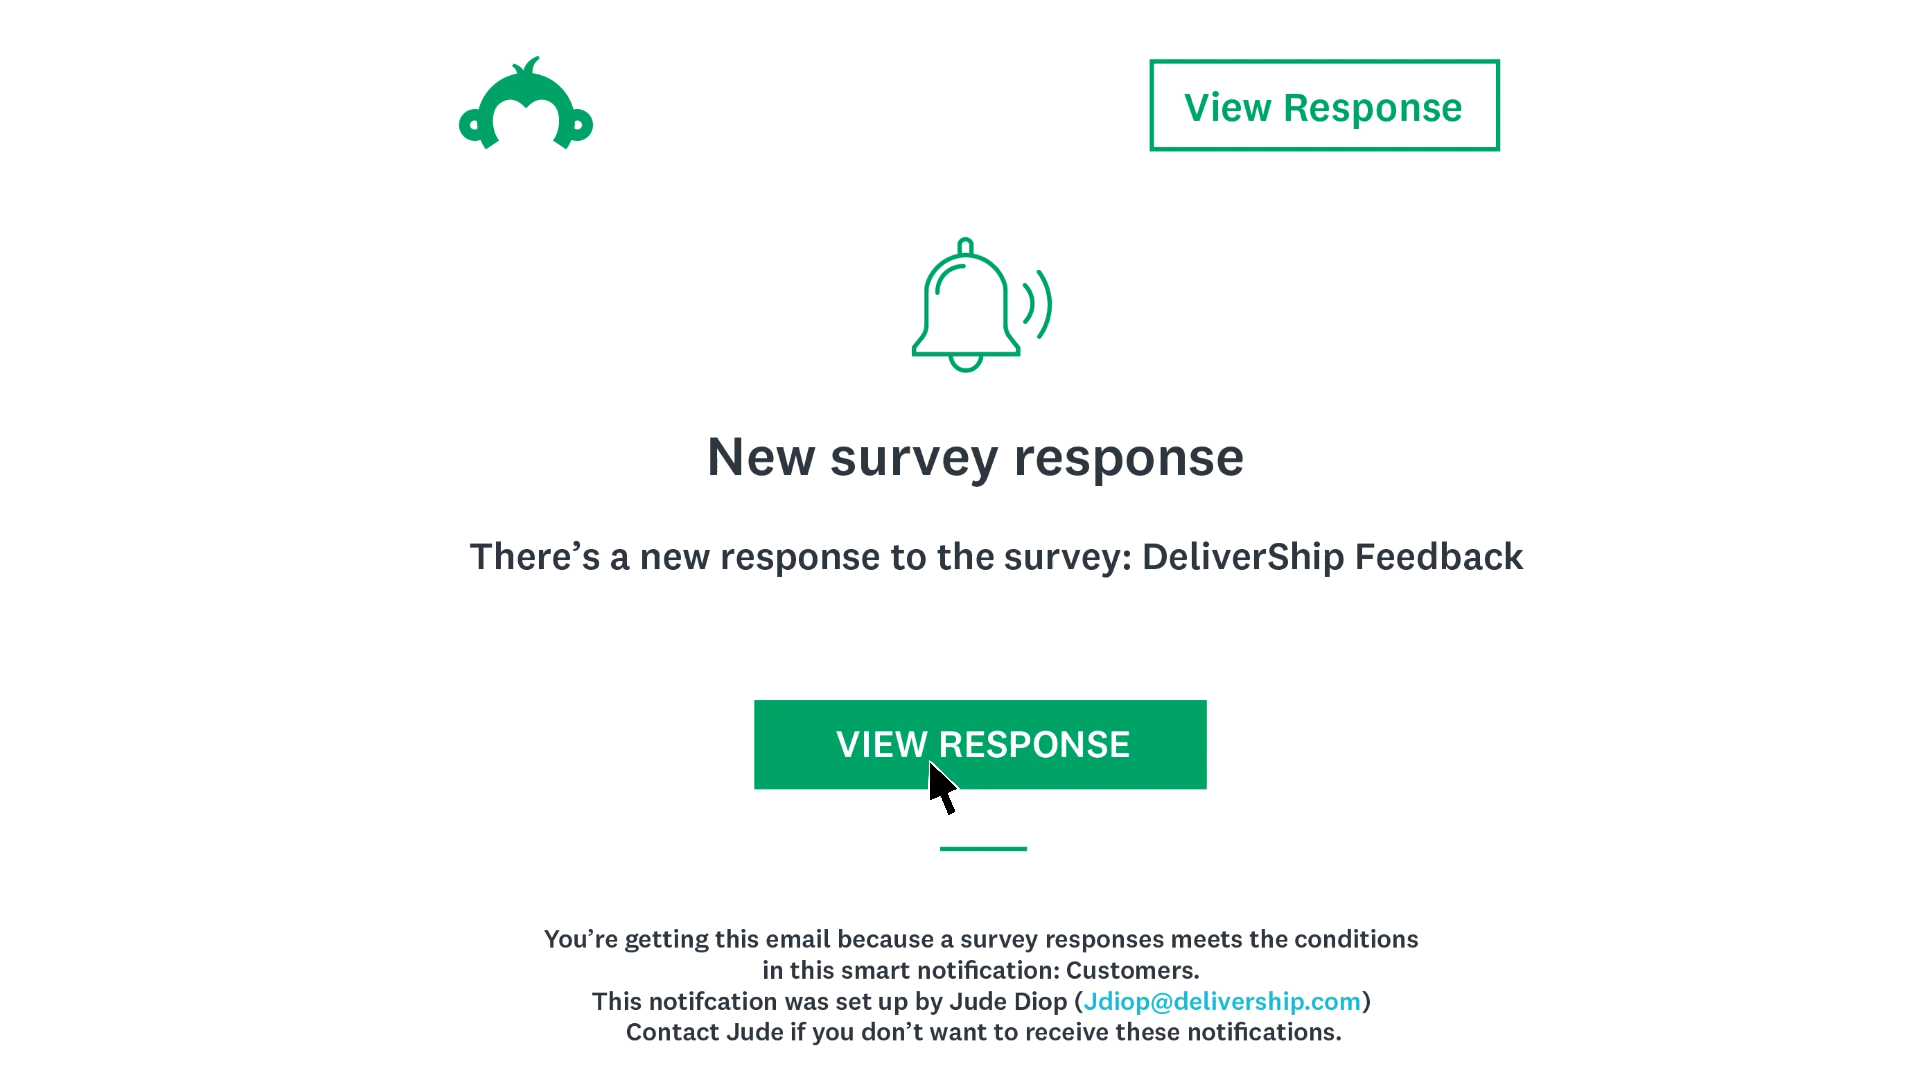 View Response
New survey response
There’s a new response to the survey: DeliverShip Feedback
VIEW RESPONSE
You’re getting this email because a survey responses meets the conditions
in this smart notification: Customers.
This notifcation was set up by Jude Diop (Jdiop@delivership.com)
Contact Jude if you don’t want to receive these notifications.